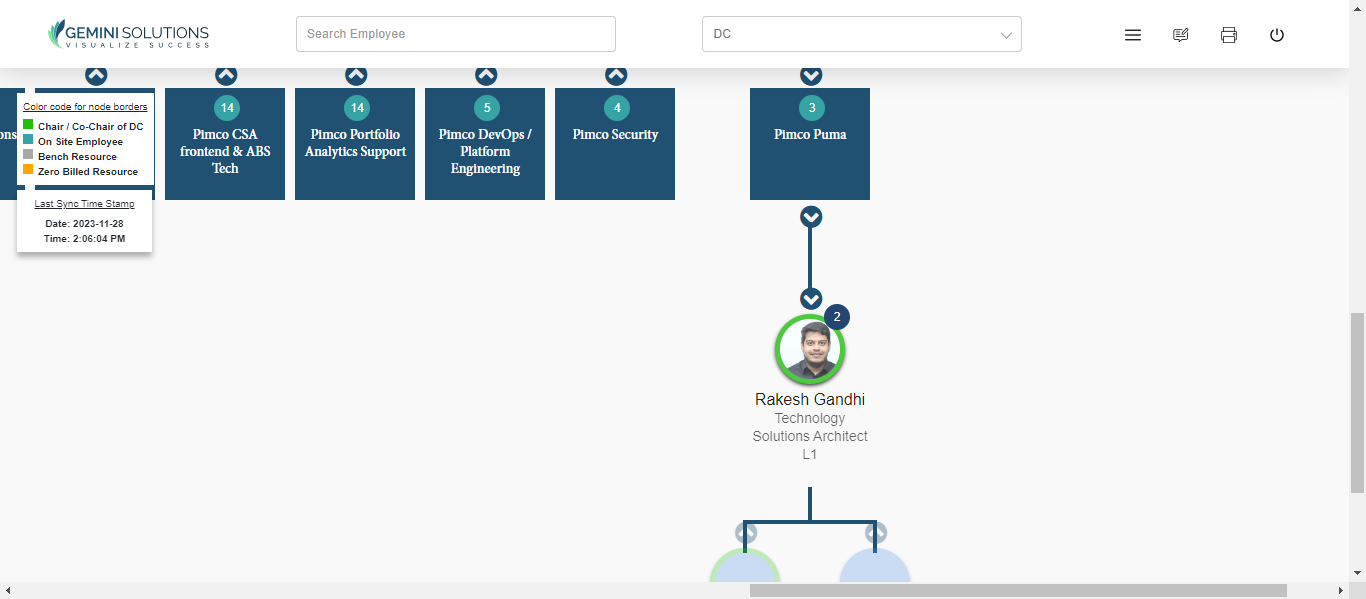 GEMINI SOLUTIONS
VISUALIZE SUCCESS
Search Employee
DC
Color code for node borders
Chair / Co-Chair of DC
On Site Employee
Bench Resource
Zero Billed Resource
Last Sync Time Stamp
Date: 2023-11-28
Time: 2:06:04 PM
14
Pimco CSA
frontend & ABS
Tech
14
Pimco Portfolio
Analytics Support
5
Pimco DevOps /
Platform
Engineering
4
Pimco Security
3
Pimco Puma
2
Rakesh Gandhi
Technology
Solutions Architect
L1